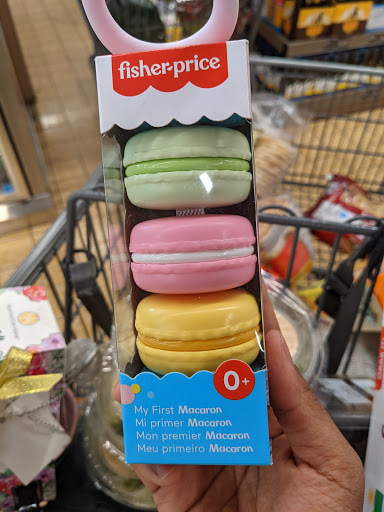 fisher-price
0+
My First Macaron
Mi primer Macaron
Mon premier Macaron
Meu primeiro Macaron